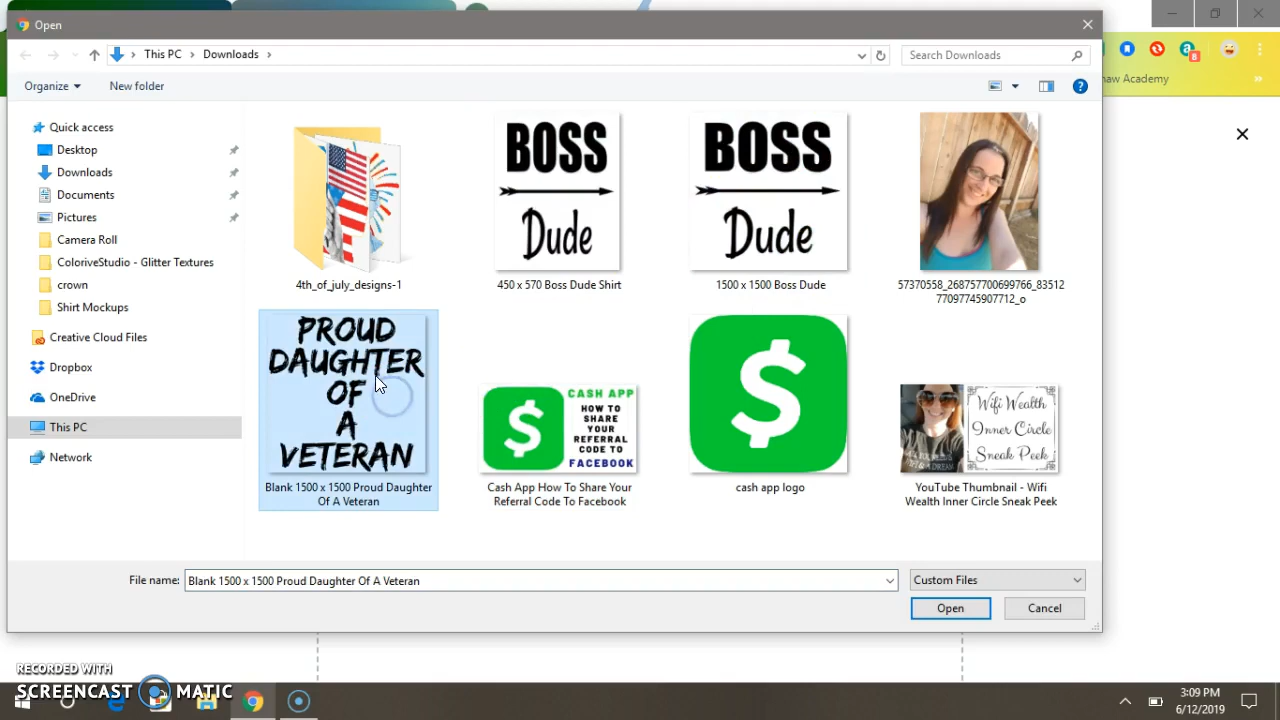 Open
This PC > Downloads >
Search Downloads
Organize
New folder
haw Academy
8
Quick access
Desktop
Downloads
Documents
Pictures
Camera Roll
ColoriveStudio - Glitter Textures
crown
Shirt Mockups
Creative Cloud Files
Dropbox
OneDrive
This PC
Network
4th_of_july_designs-1
BOSS
Dude
450 x 570 Boss Dude Shirt
BOSS
Dude
1500 x 1500 Boss Dude
57370558_268757700699766_83512
77097745907712_o
PROUD
DAUGHTER
OF
A
VETERAN
Blank 1500 x 1500 Proud Daughter
Of A Veteran
$
CASH APP
HOW TO
SHARE
YOUR
REFERRAL
CODE TO
FACEBOOK
Cash App How To Share Your
Referral Code To Facebook
$
cash app logo
Wifi Wealth
Inner Circle
Sneak Peek
YouTube Thumbnail - Wifi
Wealth Inner Circle Sneak Peek
File name:
Blank 1500 x 1500 Proud Daughter Of A Veteran
Custom Files
Open
Cancel
RECORDED WITH
SCREENCAST MATIC
3:09 PM
6/12/2019